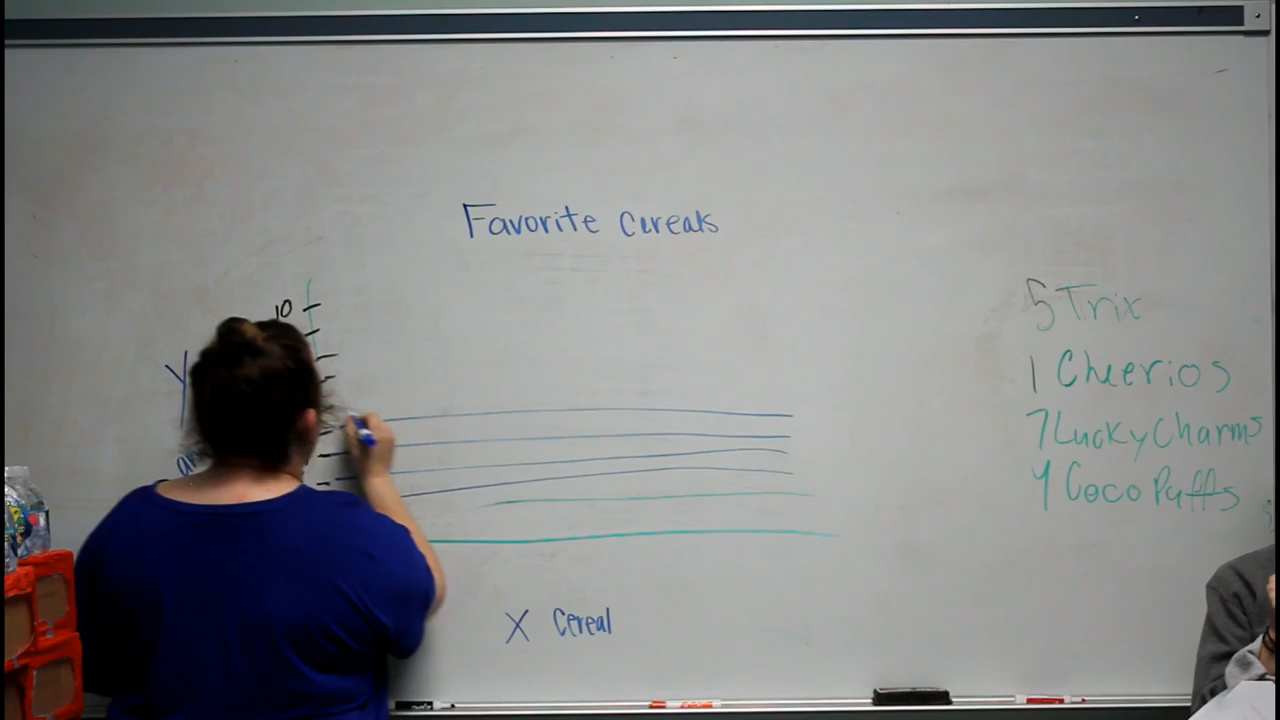 Favorite Cereals
10
5 Trix
1 Cheerios
Y
7 Lucky Charms
4 Coco Puffs
X Cereal